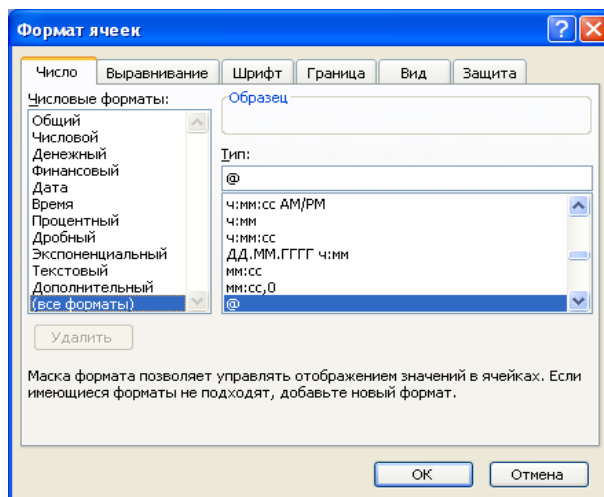 Формат ячеек
Число Выравнивание Шрифт Граница Вид Защита
Числовые форматы:
Общий
Числовой
Денежный
Финансовый
Дата
Время
Процентный
Дробный
Экспоненциальный
Текстовый
Дополнительный
(все форматы)
Образец
Тип:
@
ч:мм:сс AM/PM
ч:мм
ч:мм:сс
ДД.ММ.ГГГГ ч:мм
мм:сс
мм:сс,0
@
Удалить
Маска формата позволяет управлять отображением значений в ячейках. Если
имеющиеся форматы не подходят, добавьте новый формат.
ОК Отмена